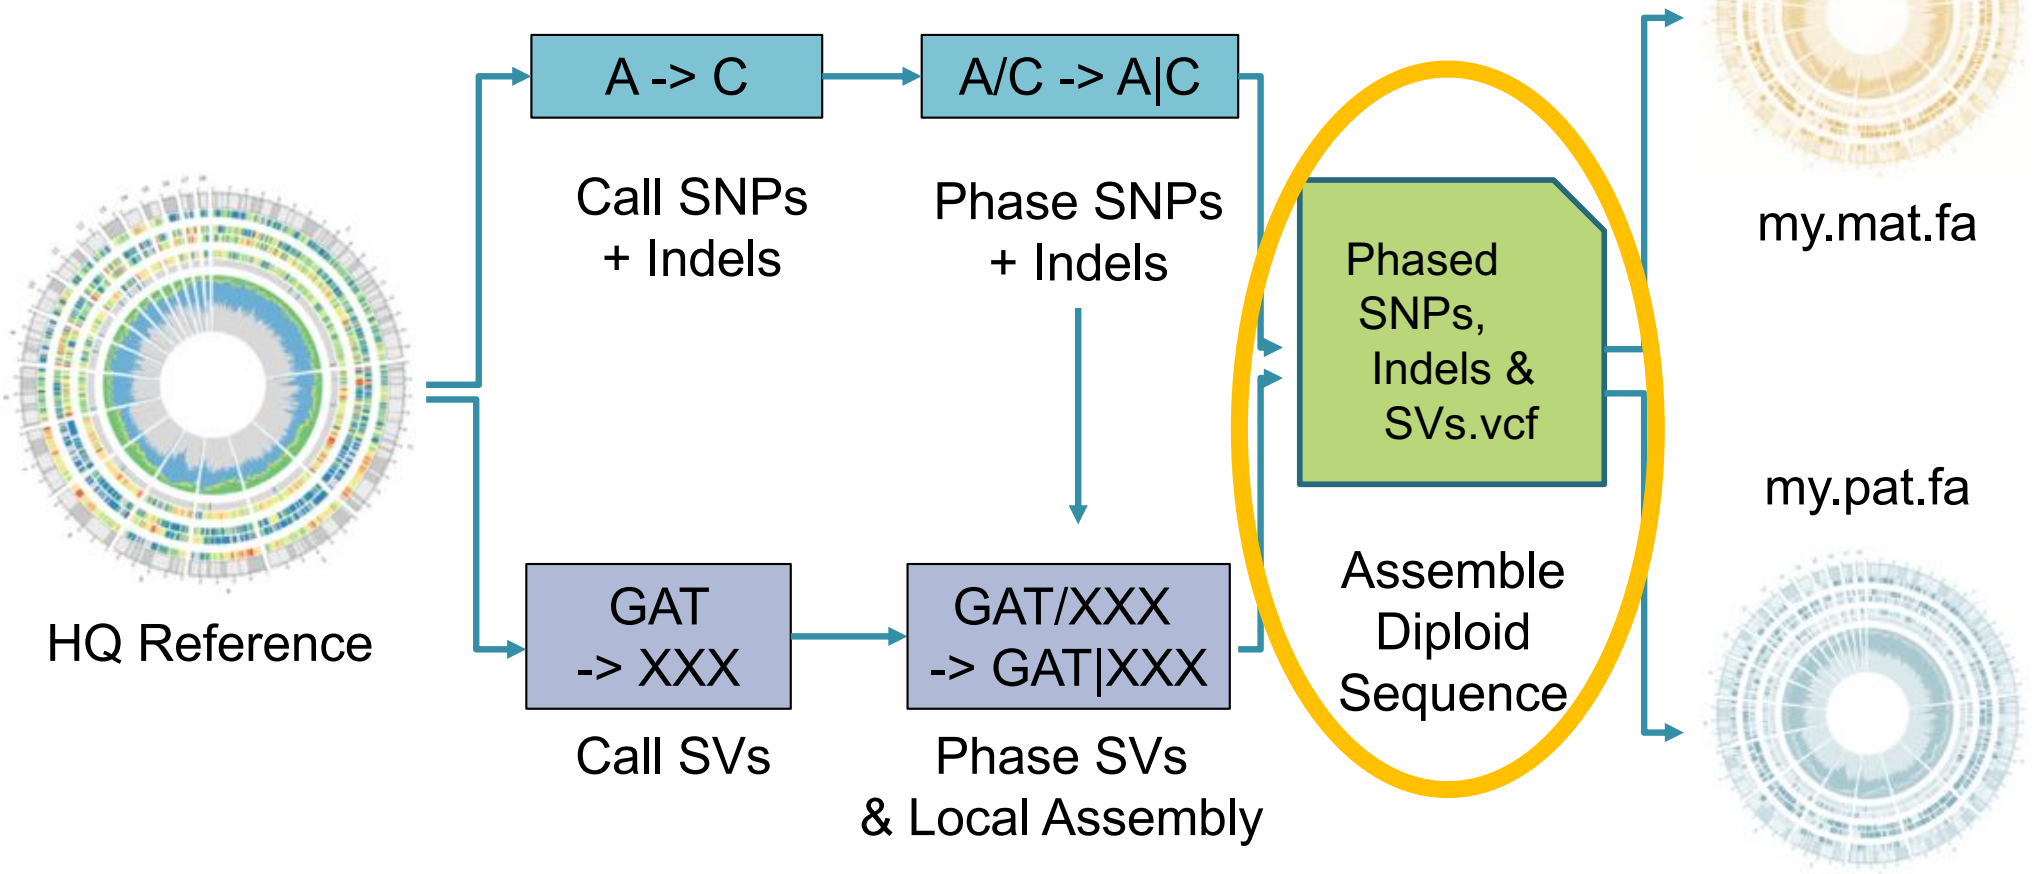 A -> C
A/C -> A|C
Call SNPs
+ Indels
Phase SNPs
+ Indels
HQ Reference
GAT
-> XXX
Call SVs
GAT/XXX
-> GAT|XXX
Phase SVs
& Local Assembly
Phased
SNPs,
Indels &
SVs.vcf
Assemble
Diploid
Sequence
my.mat.fa
my.pat.fa